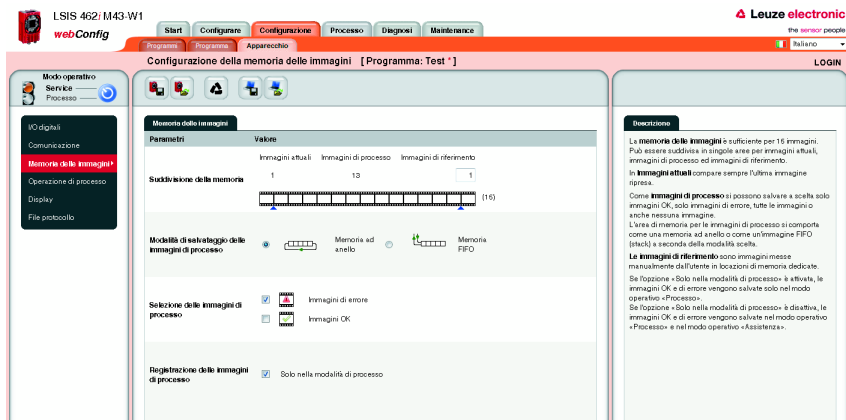 LSIS 462i M43-W1
webConfig
Start Configurare Configurazione Processo Diagnosi Maintenance
Programmi Programma Apparecchio
Leuze electronic
the sensor people
Italiano
Configurazione della memoria delle immagini [Programma: Test *]
LOGIN
Modo operativo
Service
Processo
I/O digitali
Comunicazione
Memoria delle immagini
Operazione di processo
Display
File protocollo
Memoria delle immagini
Parametri Valore
Immagini attuali Immagini di processo Immagini di riferimento
Suddivisione della memoria 1 13 1
(16)
Modalità di salvataggio delle
immagini di processo
Memoria ad
anello
Memoria
FIFO
Selezione delle immagini di
processo
Immagini di errore
Immagini OK
Registrazione delle immagini
di processo
Solo nella modalità di processo
Descrizione
La memoria delle immagini è sufficiente per 16 immagini.
Può essere suddivisa in singole aree per immagini attuali,
immagini di processo ed immagini di riferimento.
In Immagini attuali compare sempre l'ultima immagine
ripresa.
Come immagini di processo si possono salvare a scelta solo
immagini OK, solo immagini di errore, tutte le immagini o
anche nessuna immagine.
L'area di memoria per le immagini di processo si comporta
come una memoria ad anello o come un'immagine FIFO
(stack) a seconda della modalità scelta.
Le immagini di riferimento sono immagini messe
manualmente dall'utente in locazioni di memoria dedicate.
Se l'opzione «Solo nella modalità di processo» è attivata, le
immagini OK e di errore vengono salvate solo nel modo
operativo «Processo».
Se l'opzione «Solo nella modalità di processo» è disattiva, le
immagini OK e di errore vengono salvate nel modo operativo
«Processo» e nel modo operativo «Assistenza».